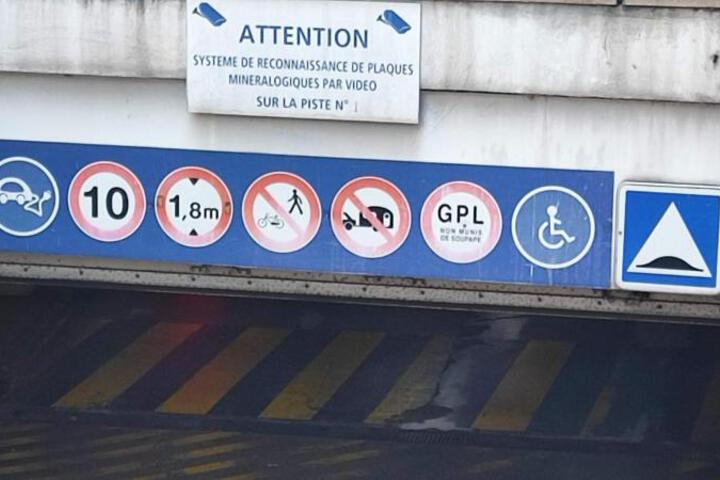 ATTENTION
SYSTEME DE RECONNAISSANCE DE PLAQUES
MINERALOGIQUES PAR VIDEO
SUR LA PISTE N° 1
10
1,8m
GPL
NON MUNIS
DE SOUPAPE